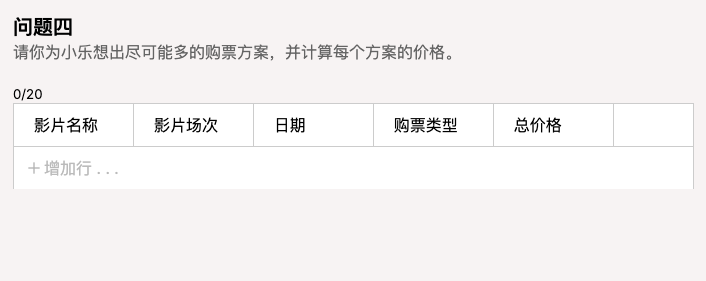 问题四
请你为小乐想出尽可能多的购票方案，并计算每个方案的价格。
0/20
影片名称 影片场次 日期 购票类型 总价格
+ 增加行 . . .